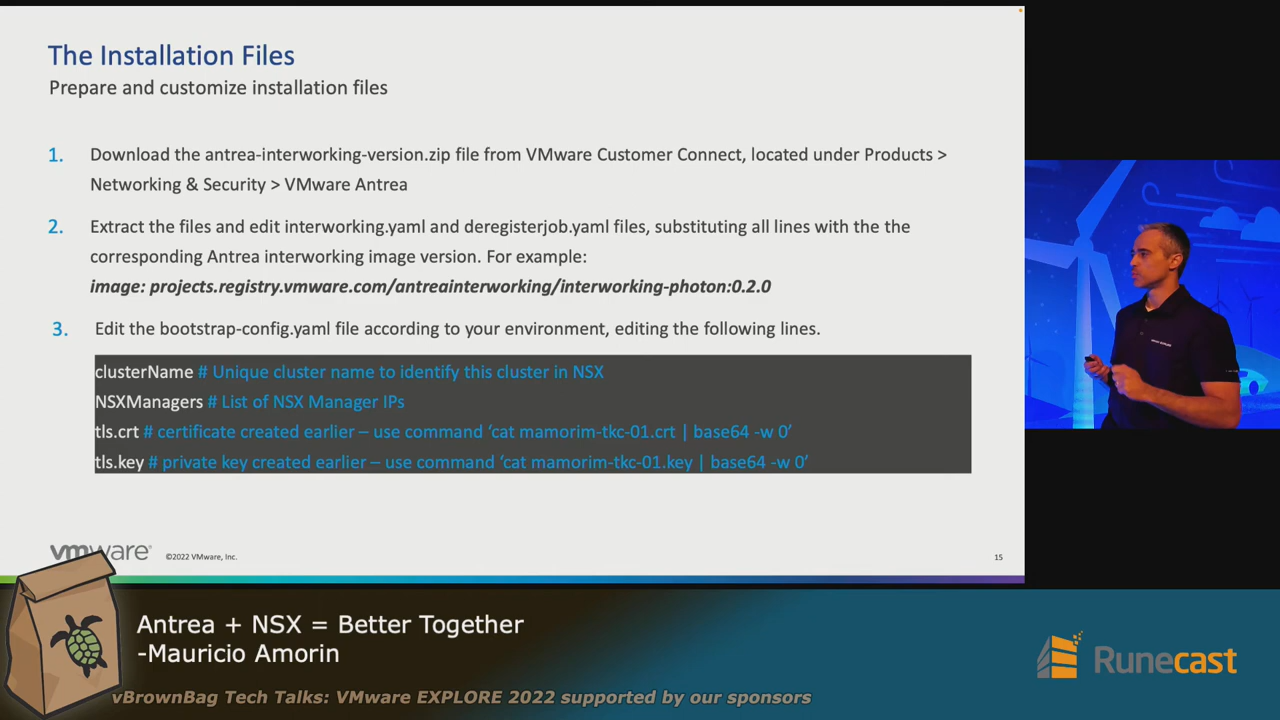 The Installation Files
Prepare and customize installation files
1. Download the antrea-interworking-version.zip file from VMware Customer Connect, located under Products >
Networking & Security > VMware Antrea
2. Extract the files and edit interworking.yaml and deregisterjob.yaml files, substituting all lines with the the
corresponding Antrea interworking image version. For example:
image: projects.registry.vmware.com/antreainterworking/interworking-photon:0.2.0
3. Edit the bootstrap-config.yaml file according to your environment, editing the following lines.
clusterName # Unique cluster name to identify this cluster in NSX
NSXManagers # List of NSX Manager IPs
tls.crt # certificate created earlier – use command ‘cat mamorim-tkc-01.crt | base64 -w 0’
tls.key # private key created earlier – use command ‘cat mamorim-tkc-01.key | base64 -w 0’
vmware®
©2022 VMware, Inc.
15
Antrea + NSX = Better Together
-Mauricio Amorin
Runecast
vBrownBag Tech Talks: VMware EXPLORE 2022 supported by our sponsors